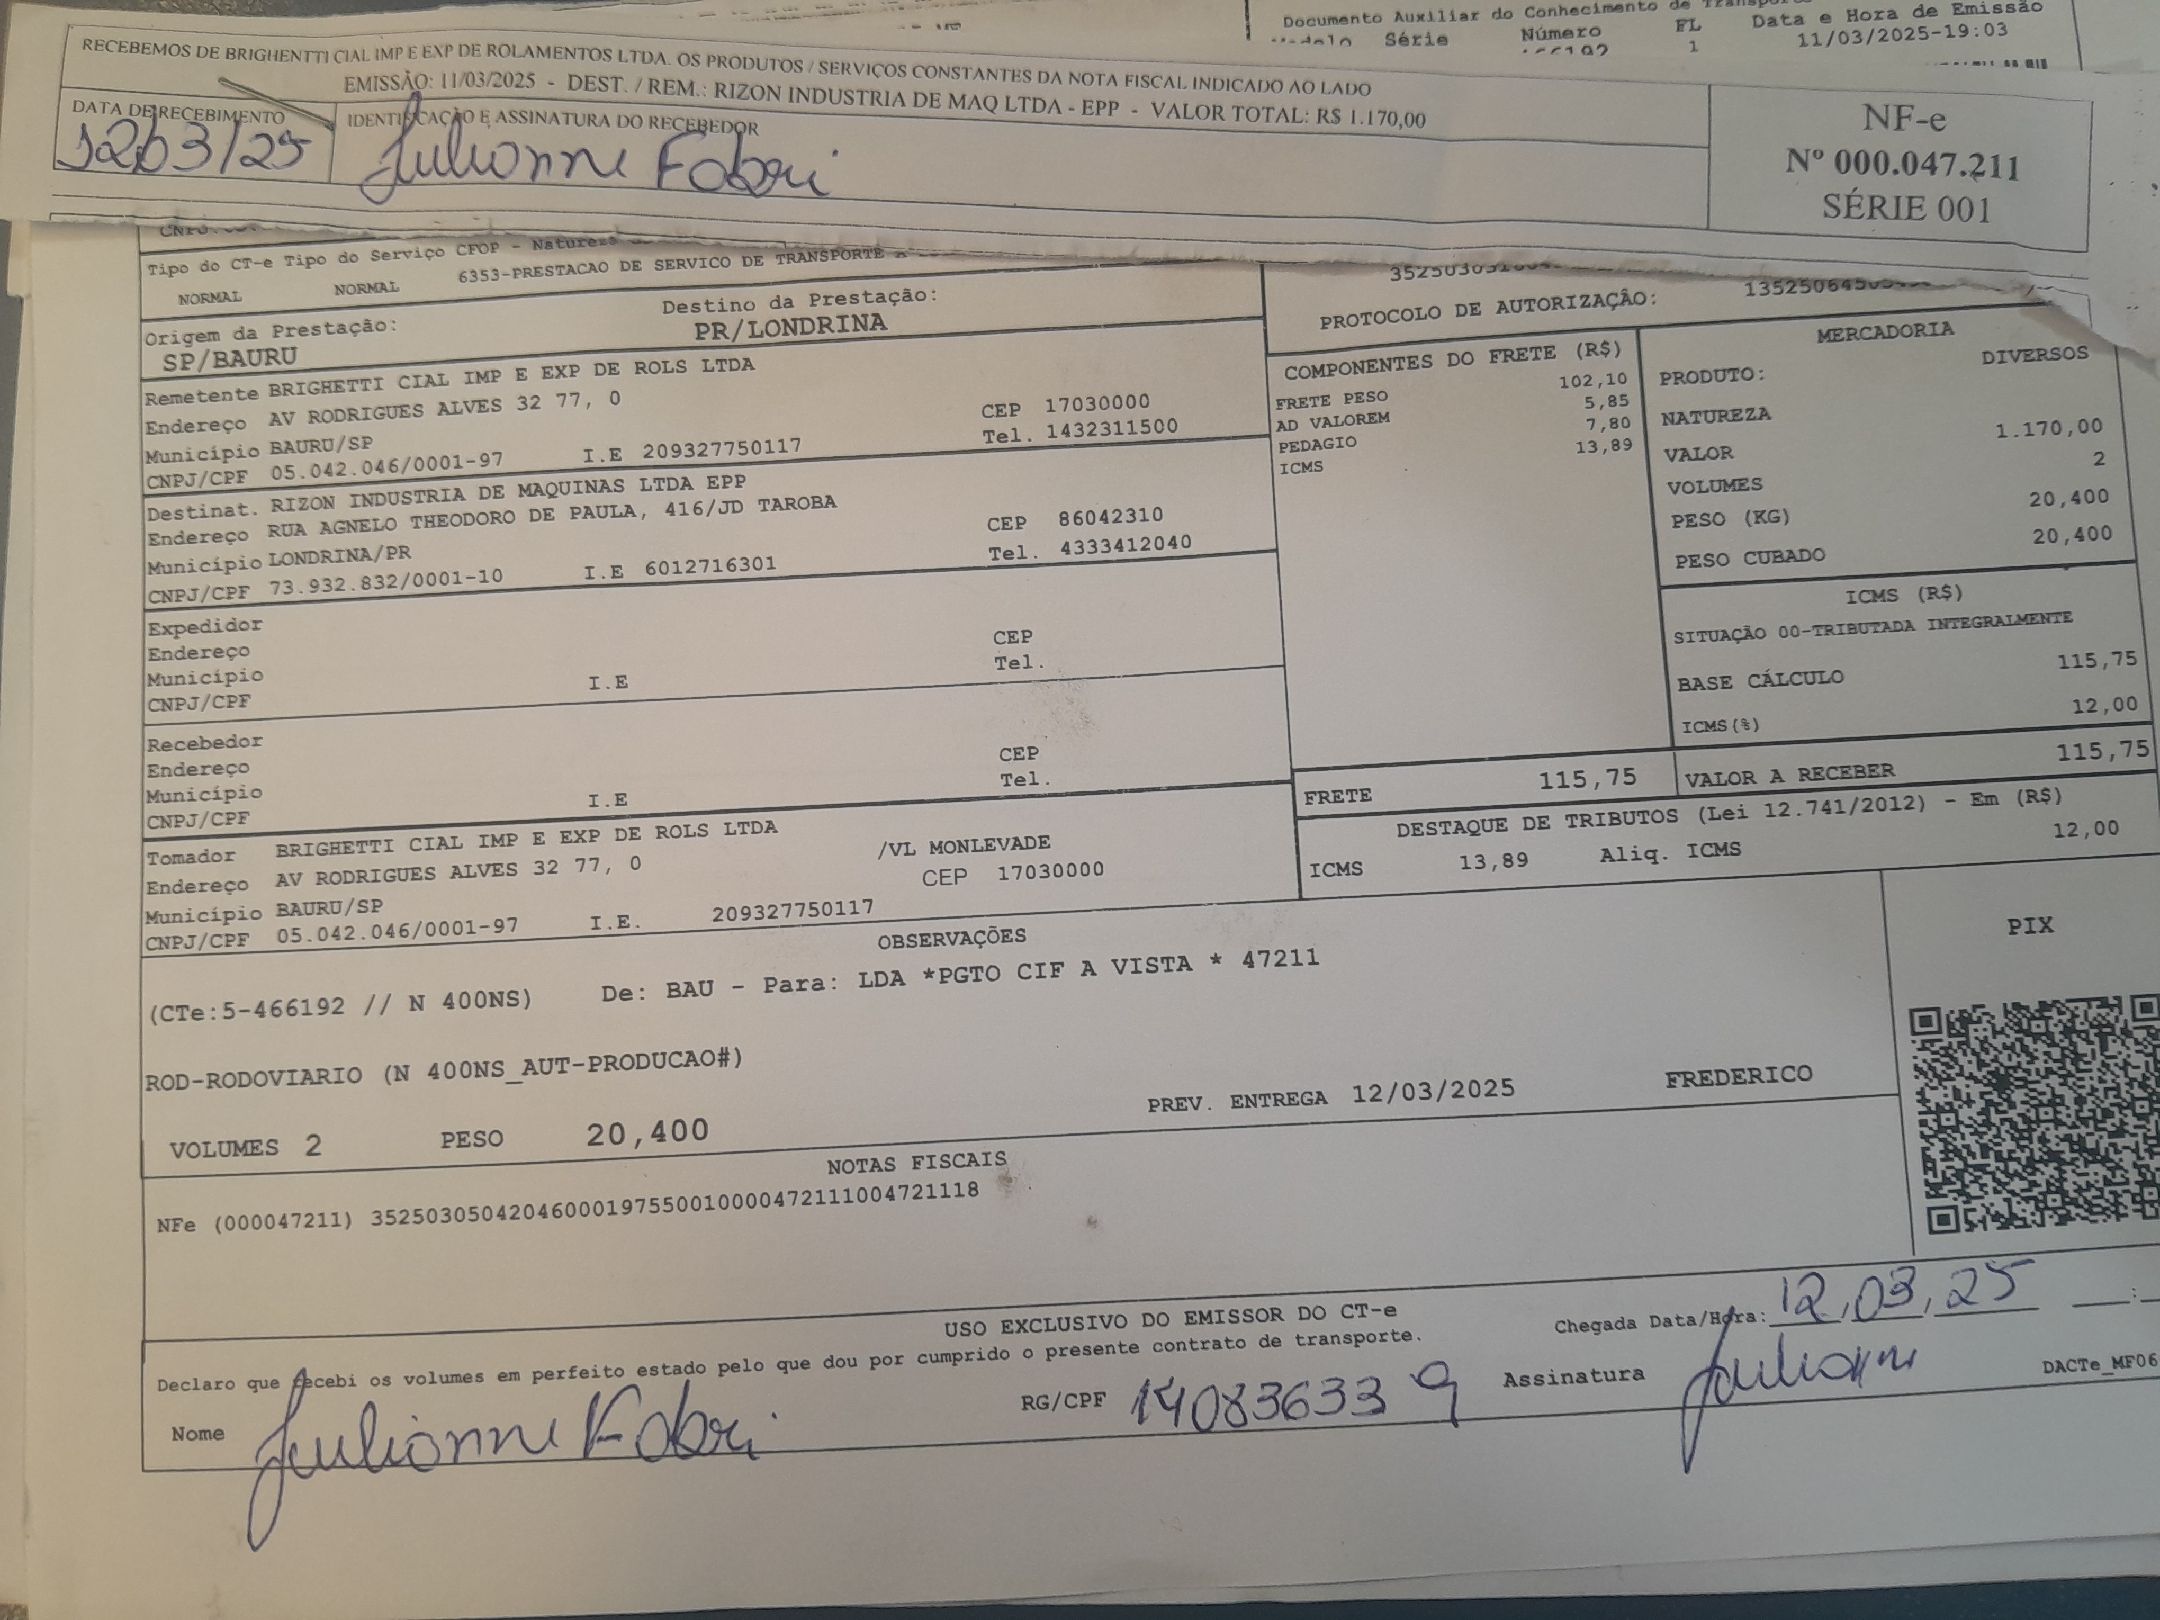 Documento Auxiliar do Conhecimento de
Série Número FL Data e Hora de Emissão
1 11/03/2025-19:03
RECEBEMOS DE BRIGHENTTI CIAL IMP E EXP DE ROLAMENTOS LTDA. OS PRODUTOS / SERVIÇOS CONSTANTES DA NOTA FISCAL INDICADO AO LADO
EMISSÃO: 11/03/2025 - DEST. / REM.: RIZON INDUSTRIA DE MAQ LTDA - EPP - VALOR TOTAL: R$ 1.170,00
DATA DE RECEBIMENTO
1203/25
IDENTIFICAÇÃO E ASSINATURA DO RECEBEDOR
Julianne Fabri
NF-e
Nº 000.047.211
SÉRIE 001
Tipo do CT-e Tipo do Serviço CFOP - Natureza
NORMAL NORMAL 6353-PRESTACAO DE SERVICO DE TRANSPORTE
Origem da Prestação: Destino da Prestação:
SP/BAURU PR/LONDRINA
PROTOCOLO DE AUTORIZAÇÃO:
Remetente BRIGHETTI CIAL IMP E EXP DE ROLS LTDA
Endereço AV RODRIGUES ALVES 32 77, 0 CEP 17030000
Município BAURU/SP Tel. 1432311500
CNPJ/CPF 05.042.046/0001-97 I.E 209327750117
Destinat. RIZON INDUSTRIA DE MAQUINAS LTDA EPP
Endereço RUA AGNELO THEODORO DE PAULA, 416/JD TAROBA CEP 86042310
Município LONDRINA/PR Tel. 4333412040
CNPJ/CPF 73.932.832/0001-10 I.E 6012716301
Expedidor
Endereço CEP
Município Tel.
CNPJ/CPF I.E
Recebedor
Endereço CEP
Município Tel.
CNPJ/CPF I.E
Tomador BRIGHETTI CIAL IMP E EXP DE ROLS LTDA
Endereço AV RODRIGUES ALVES 32 77, 0 /VL MONLEVADE
Município BAURU/SP CEP 17030000
CNPJ/CPF 05.042.046/0001-97 I.E. 209327750117
COMPONENTES DO FRETE (R$)
FRETE PESO 102,10
AD VALOREM 5,85
PEDAGIO 7,80
ICMS 13,89
MERCADORIA
PRODUTO: DIVERSOS
NATUREZA
VALOR 1.170,00
VOLUMES 2
PESO (KG) 20,400
PESO CUBADO 20,400
ICMS (R$)
SITUAÇÃO 00-TRIBUTADA INTEGRALMENTE
BASE CÁLCULO 115,75
ICMS(%) 12,00
FRETE 115,75 VALOR A RECEBER 115,75
DESTAQUE DE TRIBUTOS (Lei 12.741/2012) - Em (R$)
ICMS 13,89 Aliq. ICMS 12,00
OBSERVAÇÕES
(CTe:5-466192 // N 400NS) De: BAU - Para: LDA *PGTO CIF A VISTA * 47211
ROD-RODOVIARIO (N 400NS_AUT-PRODUCAO#)
PREV. ENTREGA 12/03/2025 FREDERICO
VOLUMES 2 PESO 20,400
PIX
NOTAS FISCAIS
NFe (000047211) 35250305042046000197550010000472111004721118
USO EXCLUSIVO DO EMISSOR DO CT-e
Declaro que recebi os volumes em perfeito estado pelo que dou por cumprido o presente contrato de transporte.
Chegada Data/Hora: 12,03,25 __:
Nome Julianne Fabri RG/CPF 14083633 9 Assinatura Julianne
DACTe_MF06